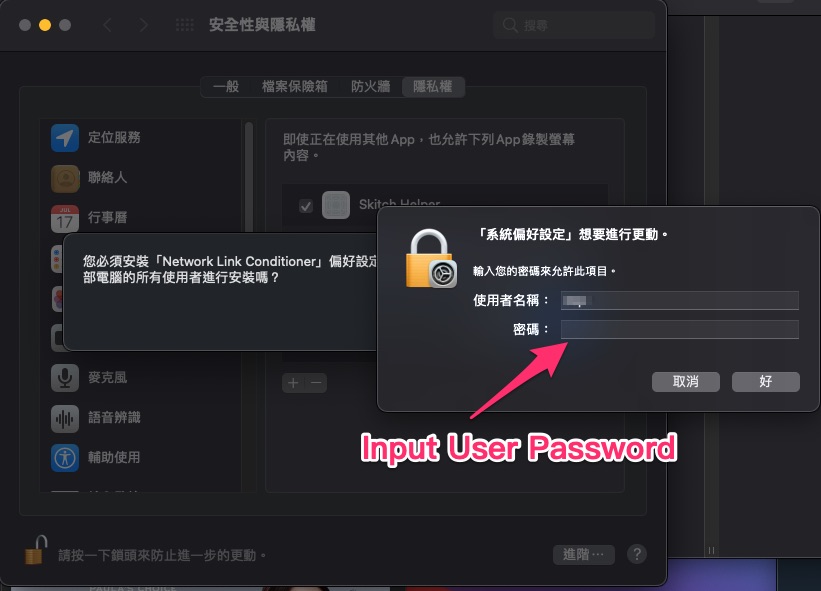 安全性與隱私權
搜尋
一般
檔案保險箱
防火牆
隱私權
定位服務
聯絡人
JUL
17
行事曆
麥克風
語音辨識
輔助使用
即使正在使用其他 App，也允許下列 App 錄製螢幕
內容。
Skitch Helper
您必須安裝「Network Link Conditioner」偏好設定
部電腦的所有使用者進行安裝嗎？
「系統偏好設定」想要進行更動。
輸入您的密碼來允許此項目。
使用者名稱：
密碼：
取消
好
Input User Password
請按一下鎖頭來防止進一步的更動。
進階⋯
?
PAULA'S CHOICE